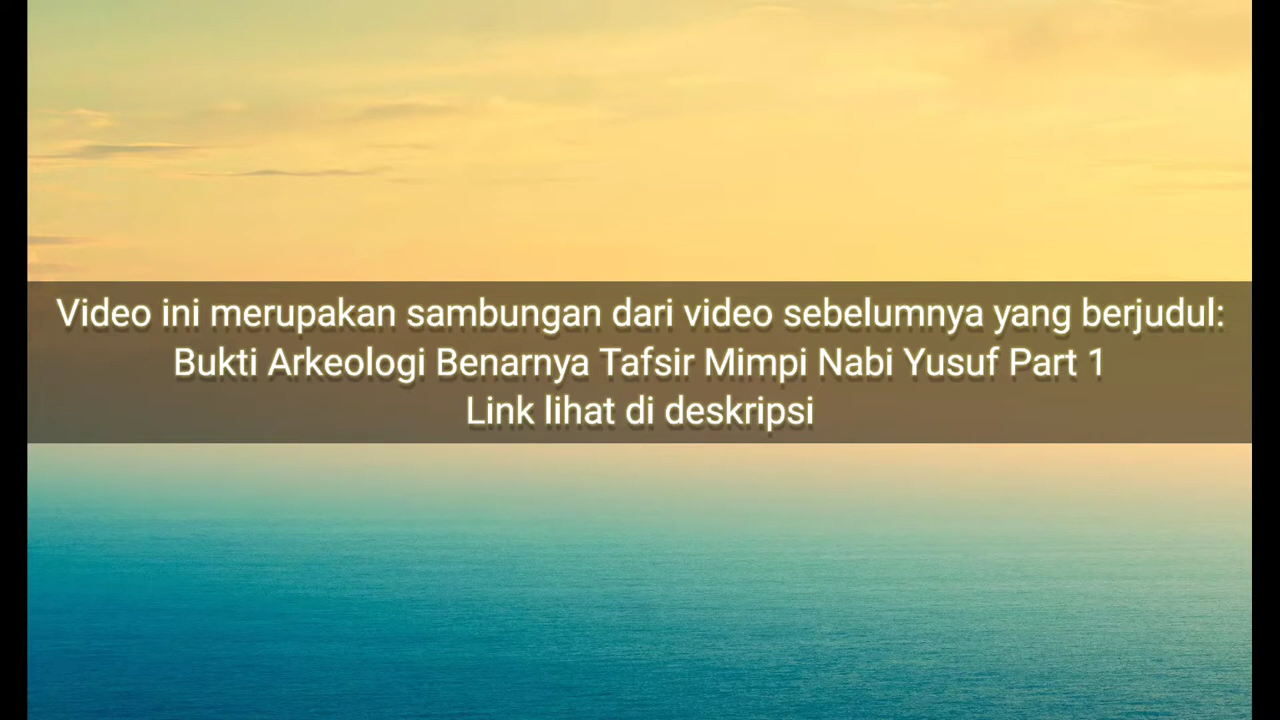 Video ini merupakan sambungan dari video sebelumnya yang berjudul:
Bukti Arkeologi Benarnya Tafsir Mimpi Nabi Yusuf Part 1
Link lihat di deskripsi